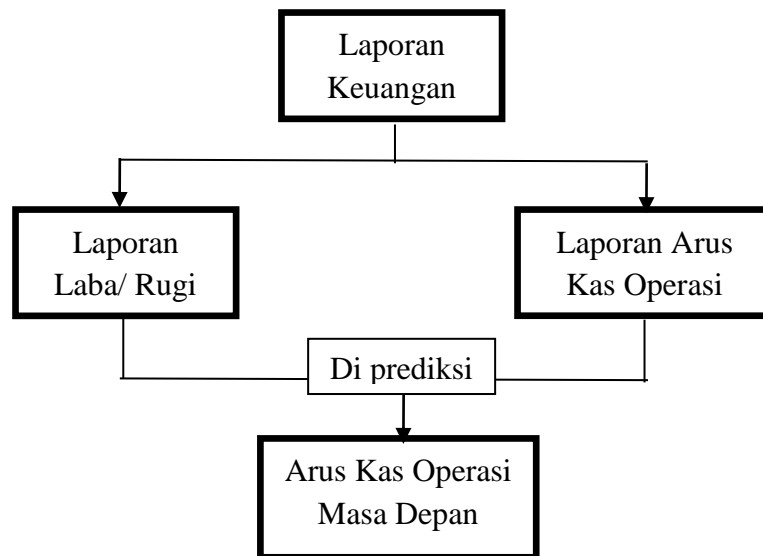 Laporan
Keuangan
Laporan
Laba/ Rugi
Laporan Arus
Kas Operasi
Di prediksi
Arus Kas Operasi
Masa Depan